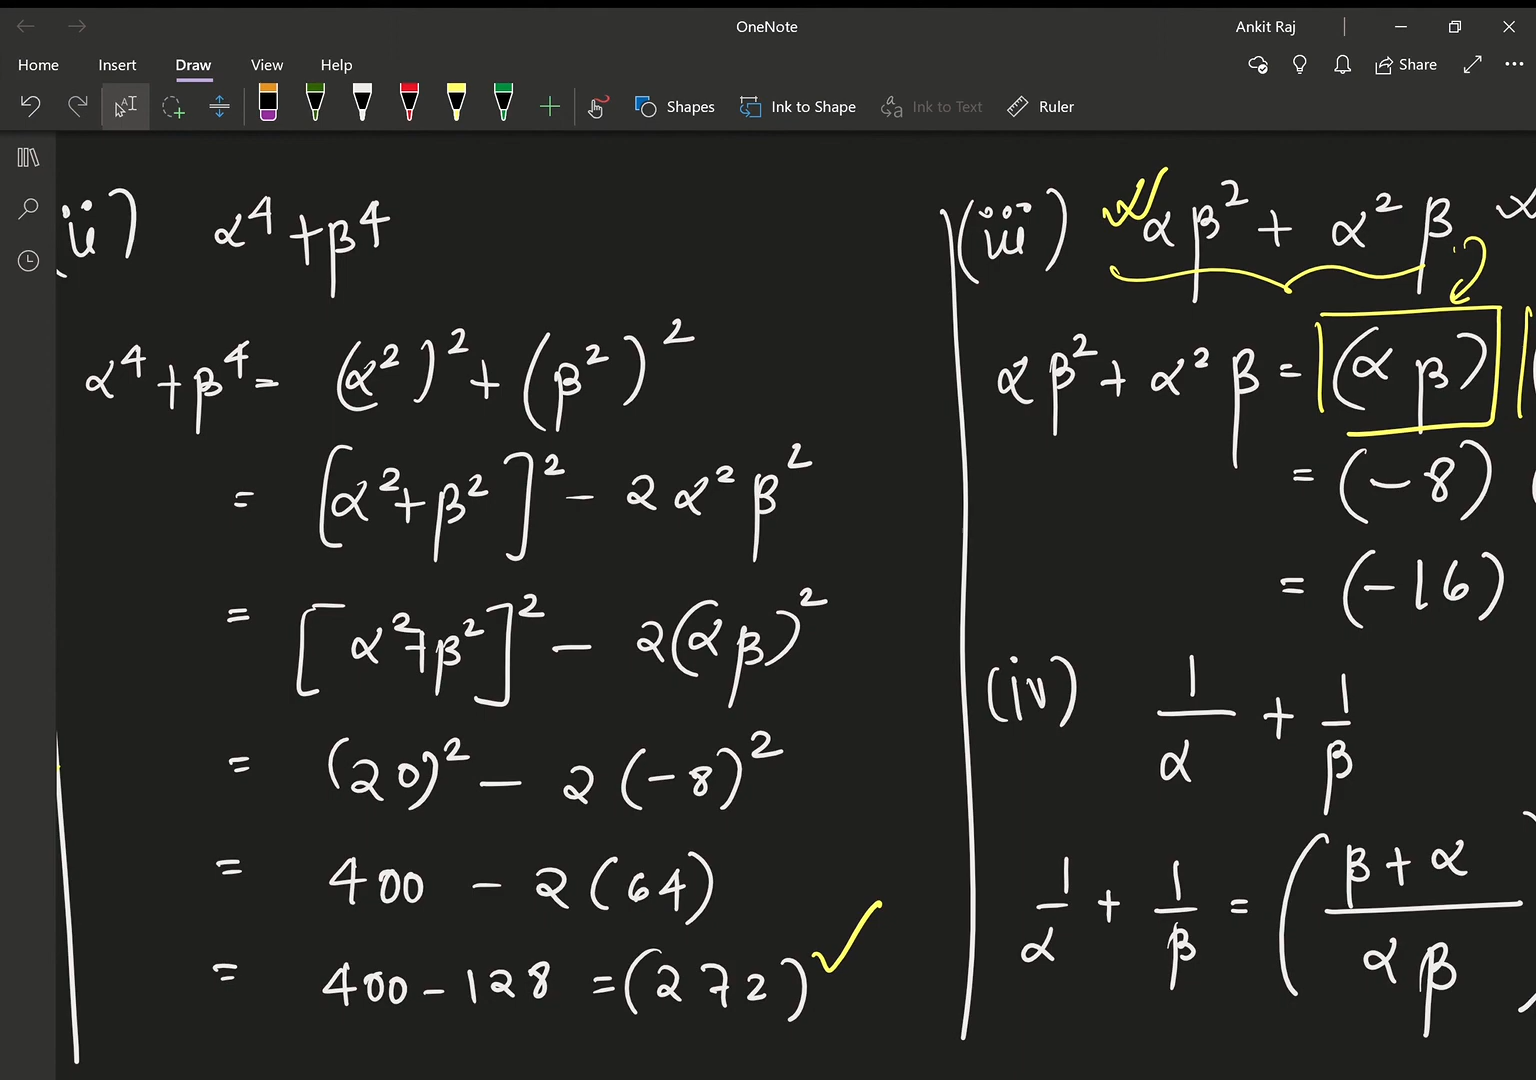 OneNote
Ankit Raj
Home Insert Draw View Help
Share
Shapes Ink to Shape Ink to Text Ruler
ii) α⁴+β⁴
α⁴+β⁴= (α²)²+(β²)²
= [α²+β²]²- 2α²β²
= [α²+β²]² - 2(αβ)²
= (20)² - 2(-8)²
= 400 - 2(64)
= 400-128 =(272)
(iii) αβ²+ α²β
αβ²+ α²β = (αβ)
= (-8)
= (-16)
(iv) 1/α + 1/β
1/α + 1/β = (β+α/αβ)